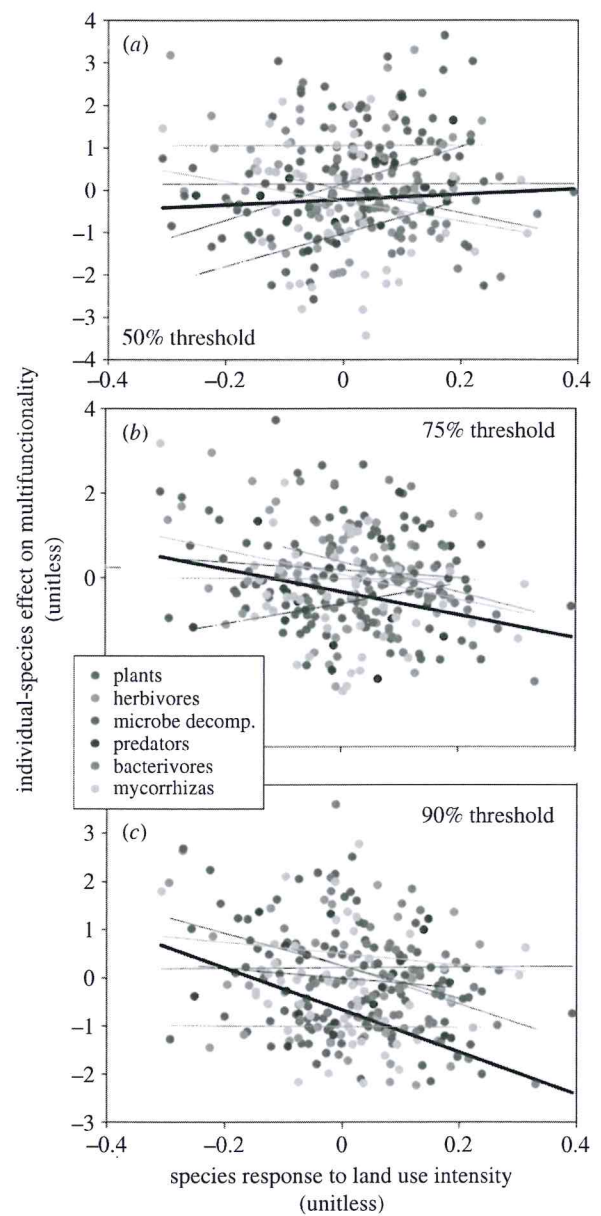 4
3
2
1
0
−1
−2
−3
−4
(a)
50% threshold
−0.4 −0.2 0 0.2 0.4
individual-species effect on multifunctionality
(unitless)
4
2
0
(b)
75% threshold
plants
herbivores
microbe decomp.
predators
bacterivores
mycorrhizas
3
2
1
0
−1
−2
−3
(c)
90% threshold
−0.4 −0.2 0 0.2 0.4
species response to land use intensity
(unitless)